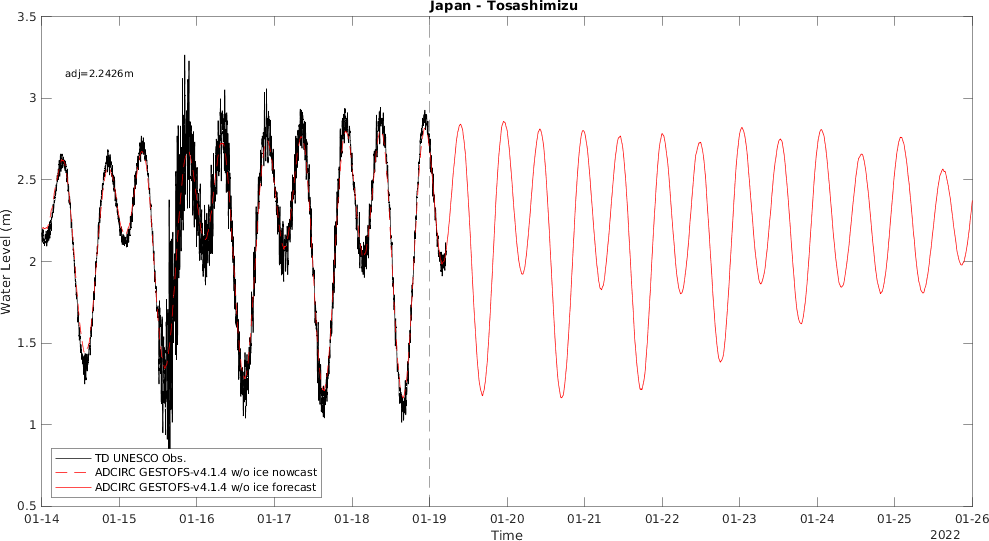 Japan - Tosashimizu
3.5
adj=2.2426m
3
2.5
Water Level (m)
2
1.5
1
TD UNESCO Obs.
ADCIRC GESTOFS-v4.1.4 w/o ice nowcast
ADCIRC GESTOFS-v4.1.4 w/o ice forecast
0.5
01-14 01-15 01-16 01-17 01-18 01-19 01-20 01-21 01-22 01-23 01-24 01-25 01-26
Time
2022